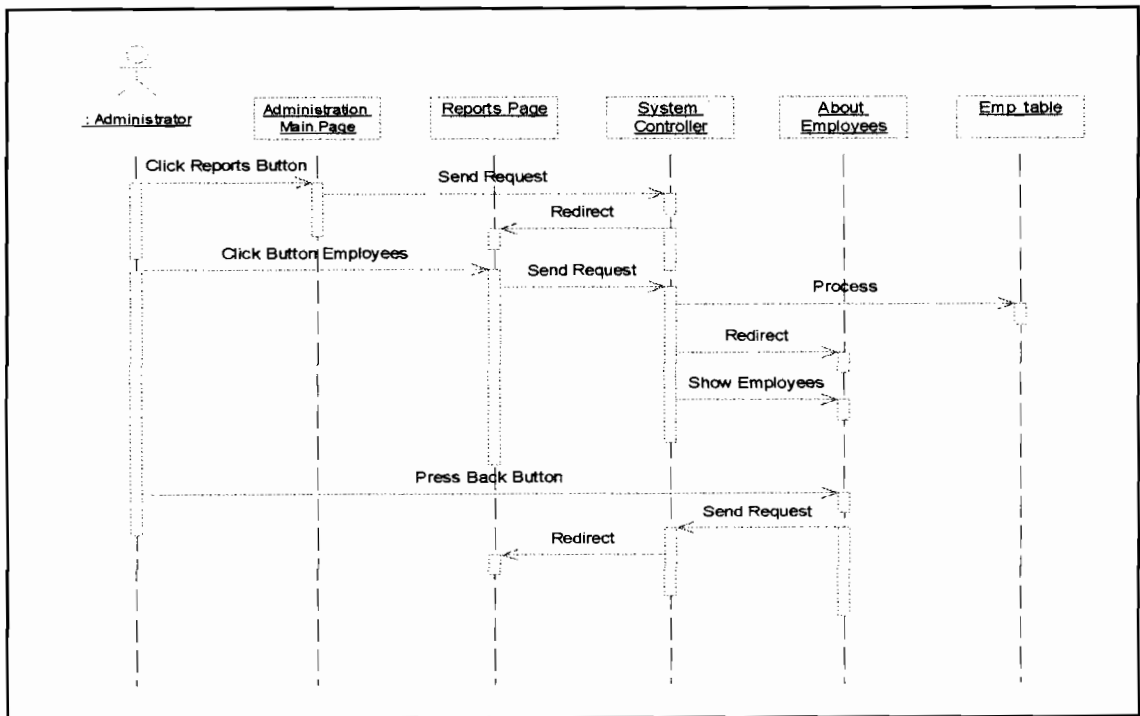 : Administrator
Administration
Main Page
Reports Page
System
Controller
About
Employees
Emp_table
Click Reports Button
Send Request
Redirect
Click Button Employees
Send Request
Process
Redirect
Show Employees
Press Back Button
Send Request
Redirect